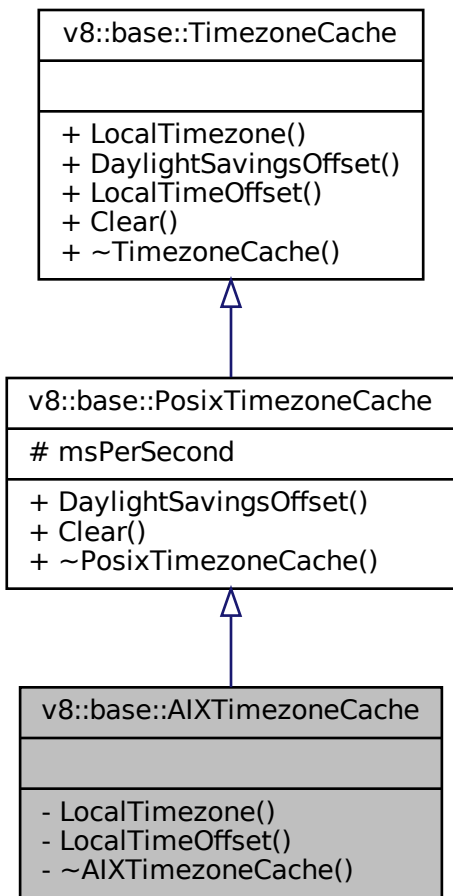 v8::base::TimezoneCache
+ LocalTimezone()
+ DaylightSavingsOffset()
+ LocalTimeOffset()
+ Clear()
+ ~TimezoneCache()
v8::base::PosixTimezoneCache
# msPerSecond
+ DaylightSavingsOffset()
+ Clear()
+ ~PosixTimezoneCache()
v8::base::AIXTimezoneCache
- LocalTimezone()
- LocalTimeOffset()
- ~AIXTimezoneCache()